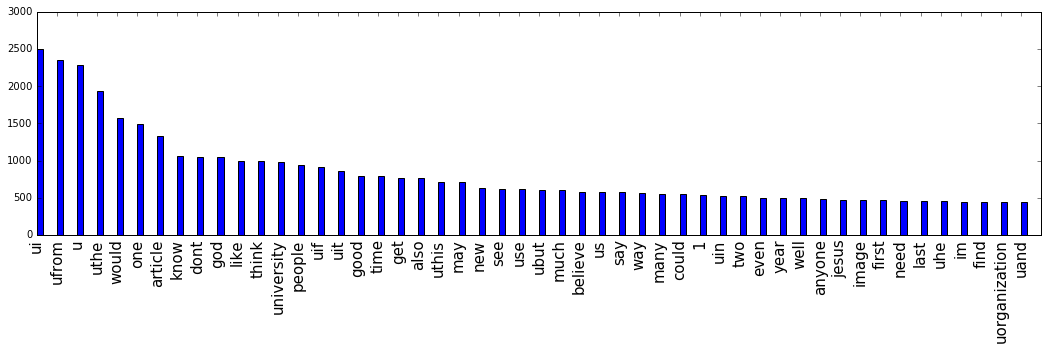 3000
2500
2000
1500
1000
500
0
ui
ufrom
u
uthe
would
one
article
know
dont
god
like
think
university
people
uif
uit
good
time
get
also
uthis
may
new
see
use
ubut
much
believe
us
say
way
many
could
1
uin
two
even
year
well
anyone
jesus
image
first
need
last
uhe
im
find
uorganization
uand